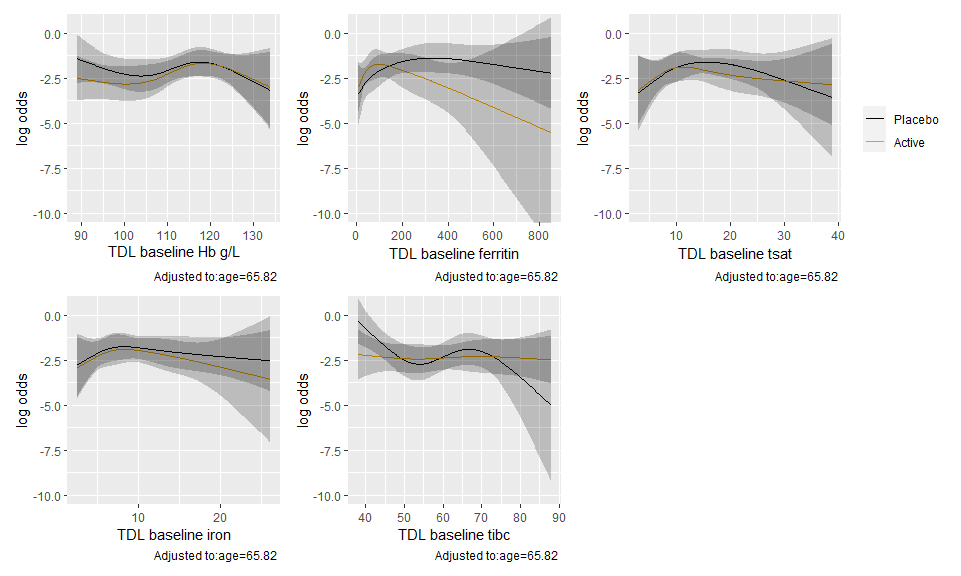 0.0
-2.5
-5.0
-7.5
-10.0
log odds
90 100 110 120 130
TDL baseline Hb g/L
Adjusted to:age=65.82
0.0
-2.5
-5.0
-7.5
-10.0
log odds
0 200 400 600 800
TDL baseline ferritin
Adjusted to:age=65.82
0.0
-2.5
-5.0
-7.5
-10.0
log odds
10 20 30 40
TDL baseline tsat
Adjusted to:age=65.82
Placebo
Active
0.0
-2.5
-5.0
-7.5
-10.0
log odds
10 20
TDL baseline iron
Adjusted to:age=65.82
0.0
-2.5
-5.0
-7.5
-10.0
log odds
40 50 60 70 80 90
TDL baseline tibc
Adjusted to:age=65.82